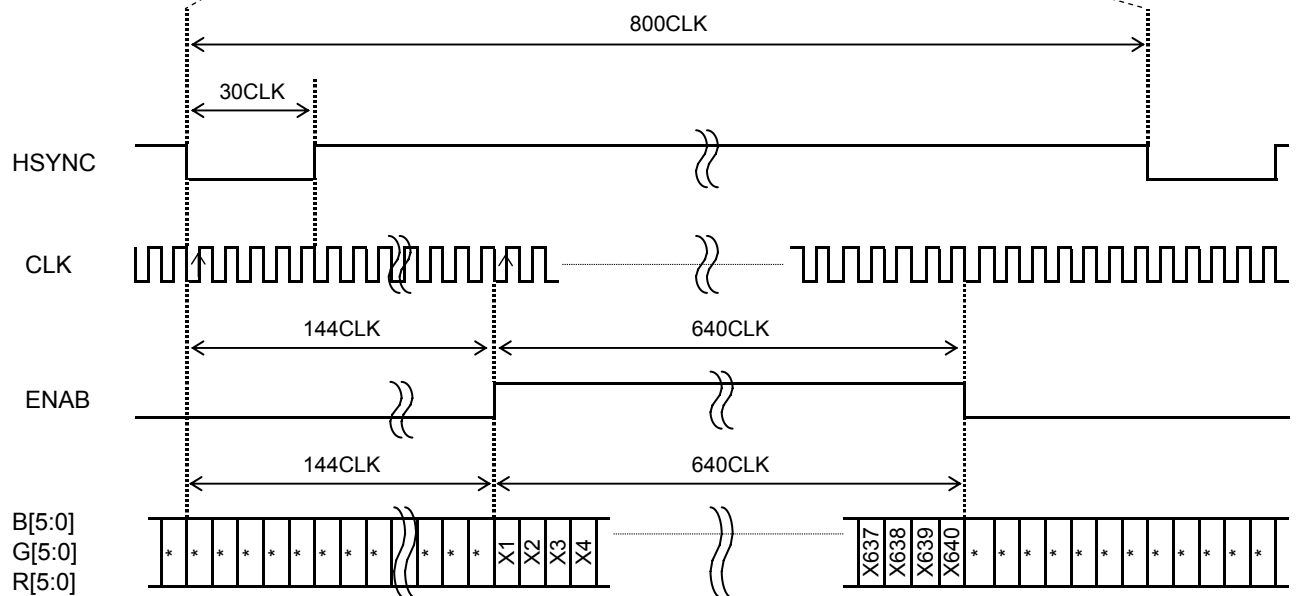 800CLK
30CLK
HSYNC
CLK
144CLK 640CLK
ENAB
144CLK 640CLK
B[5:0]
G[5:0]
R[5:0]
* * * * * * * * * * * * X1 X2 X3 X4 X637 X638 X639 X640 * * * * * * * * * * * *